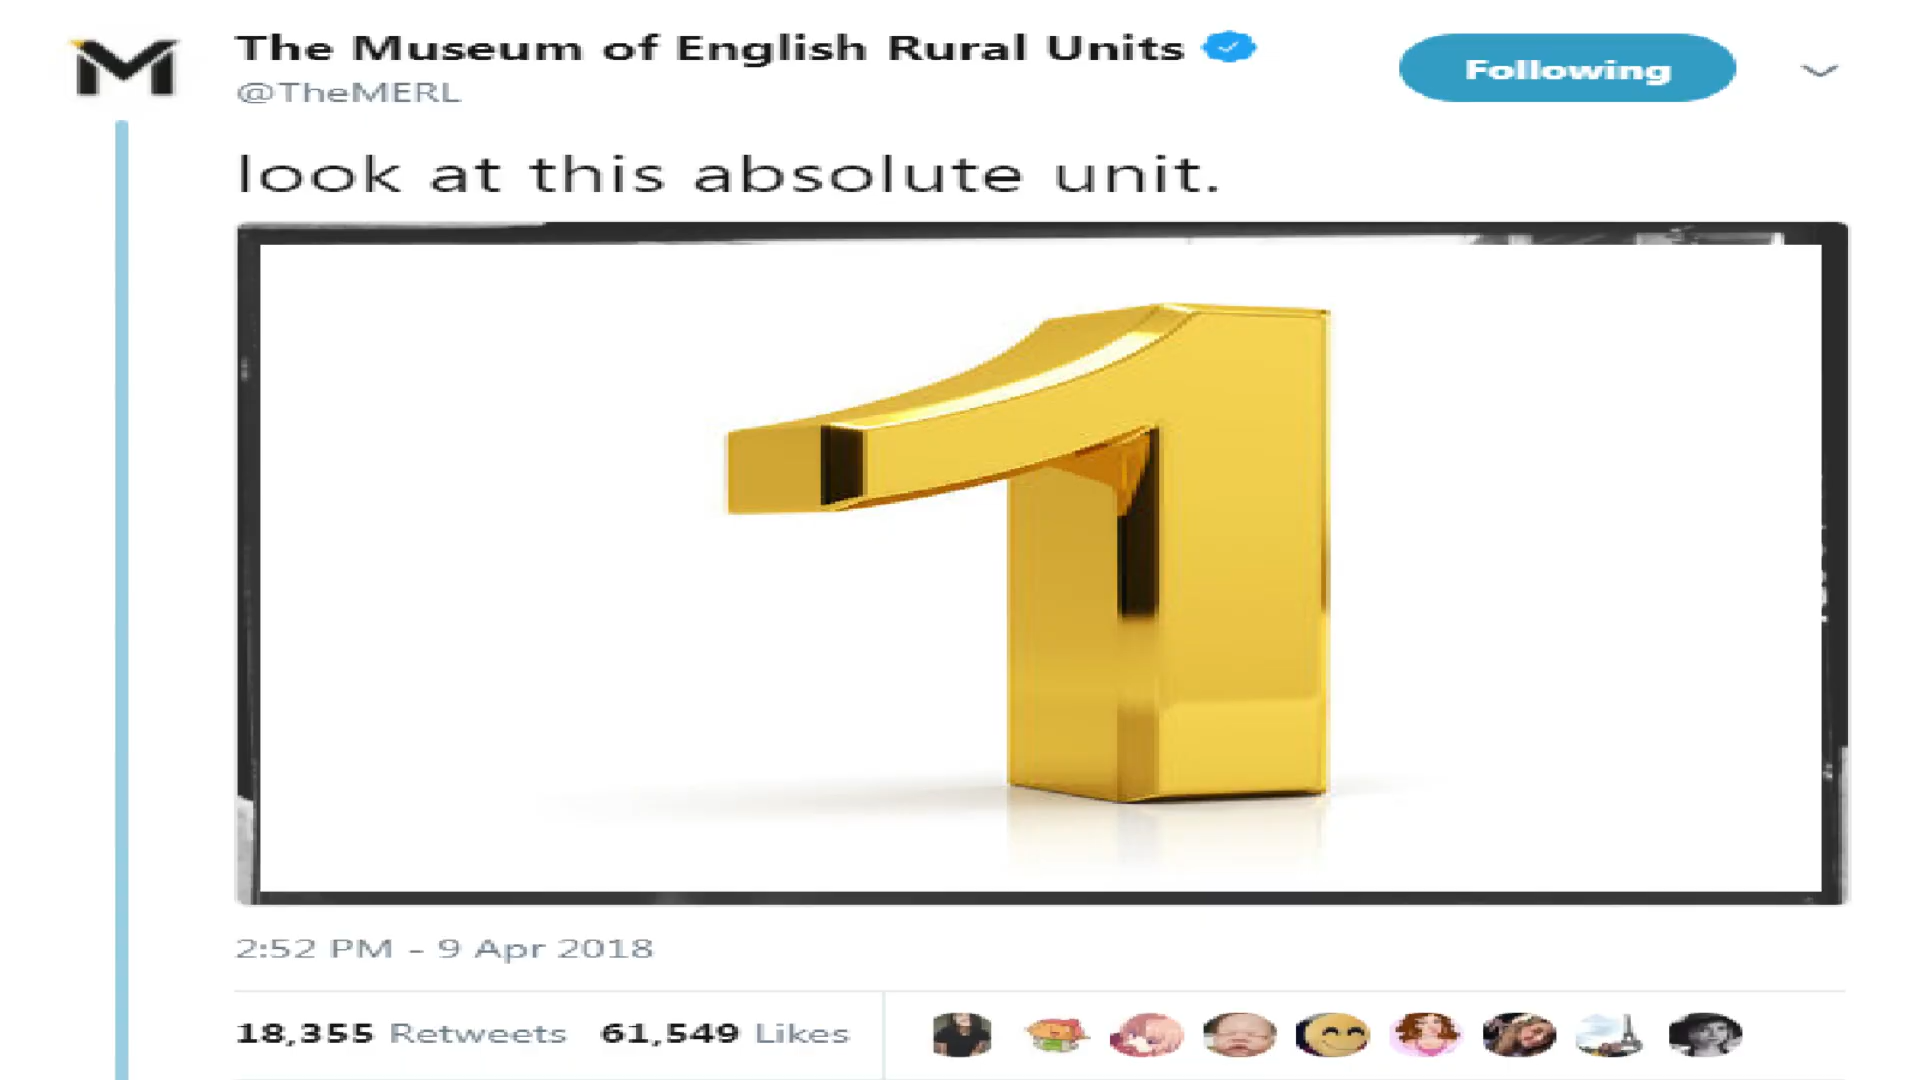 The Museum of English Rural Units
@TheMERL
Following
look at this absolute unit.
1
2:52 PM - 9 Apr 2018
18,355 Retweets 61,549 Likes